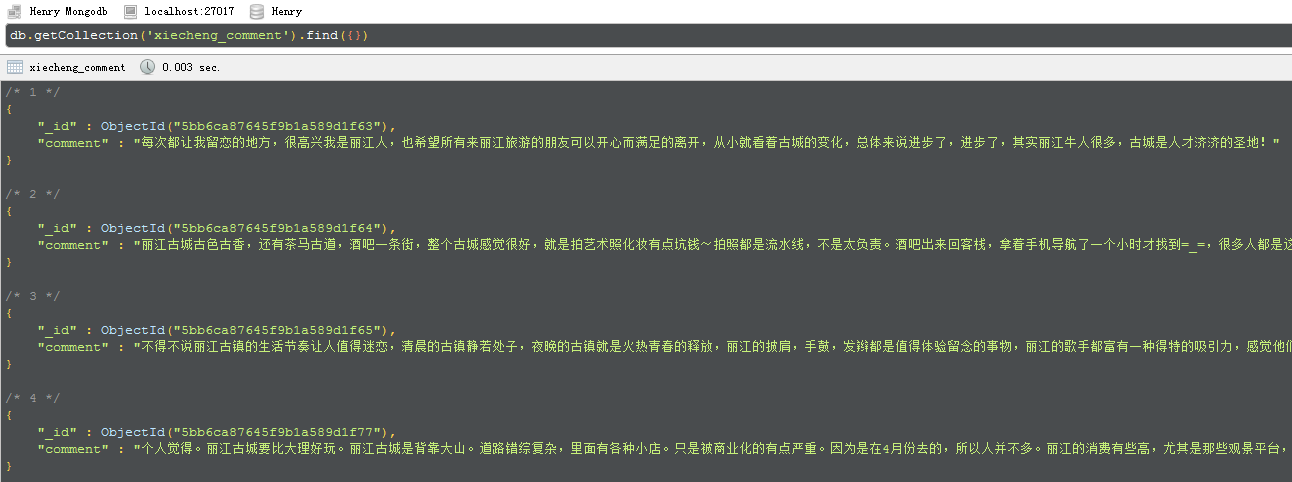 Henry Mongodb localhost:27017 Henry
db.getCollection('xiecheng_comment').find({})
xiecheng_comment 0.003 sec.
/* 1 */
{
"_id" : ObjectId("5bb6ca87645f9b1a589d1f63"),
"comment" : "每次都让我留恋的地方，很高兴我是丽江人，也希望所有来丽江旅游的朋友可以开心而满足的离开，从小就看着古城的变化，总体来说进步了，进步了，其实丽江牛人很多，古城是人才济济的圣地！"
}
/* 2 */
{
"_id" : ObjectId("5bb6ca87645f9b1a589d1f64"),
"comment" : "丽江古城古色古香，还有茶马古道，酒吧一条街，整个古城感觉很好，就是拍艺术照化妆有点坑钱～拍照都是流水线，不是太负责。酒吧出来回客栈，拿着手机导航了一个小时才找到=_=，很多人都是这
}
/* 3 */
{
"_id" : ObjectId("5bb6ca87645f9b1a589d1f65"),
"comment" : "不得不说丽江古镇的生活节奏让人值得迷恋，清晨的古镇静若处子，夜晚的古镇就是火热青春的释放，丽江的披肩，手鼓，发辫都是值得体验留念的事物，丽江的歌手都富有一种得特的吸引力，感觉他们
}
/* 4 */
{
"_id" : ObjectId("5bb6ca87645f9b1a589d1f77"),
"comment" : "个人觉得。丽江古城要比大理好玩。丽江古城是背靠大山。道路错综复杂，里面有各种小店。只是被商业化的有点严重。因为是在4月份去的，所以人并不多。丽江的消费有些高，尤其是那些观景平台，
}